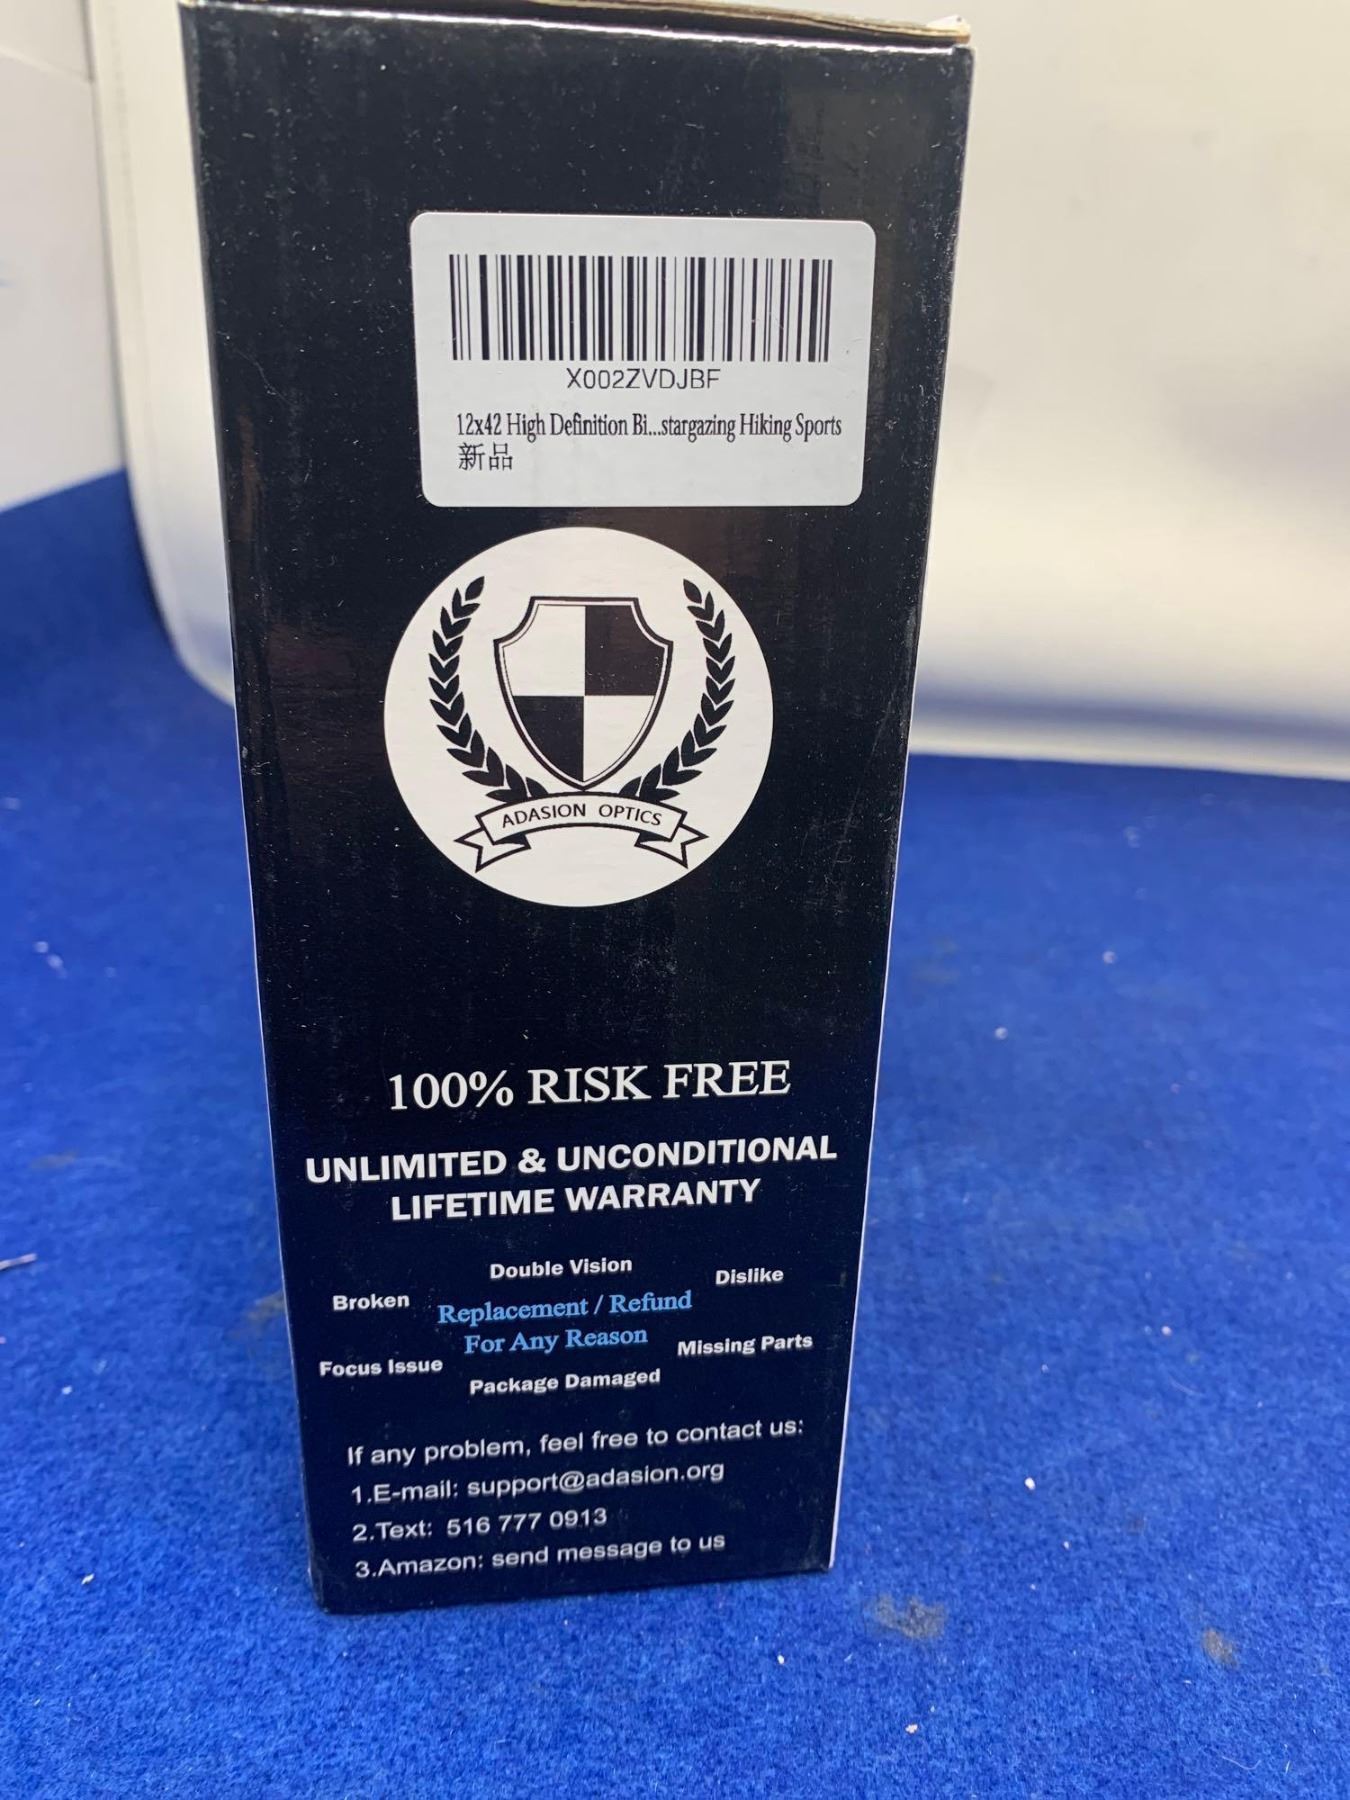 X002ZVDJBF
12x42 High Definition Bi...stargazing Hiking Sports
新品
ADASION OPTICS
100% RISK FREE
UNLIMITED & UNCONDITIONAL
LIFETIME WARRANTY
Double Vision
Broken
Dislike
Replacement / Refund
For Any Reason
Focus Issue
Missing Parts
Package Damaged
If any problem, feel free to contact us:
1.E-mail: support@adasion.org
2.Text: 516 777 0913
3.Amazon: send message to us